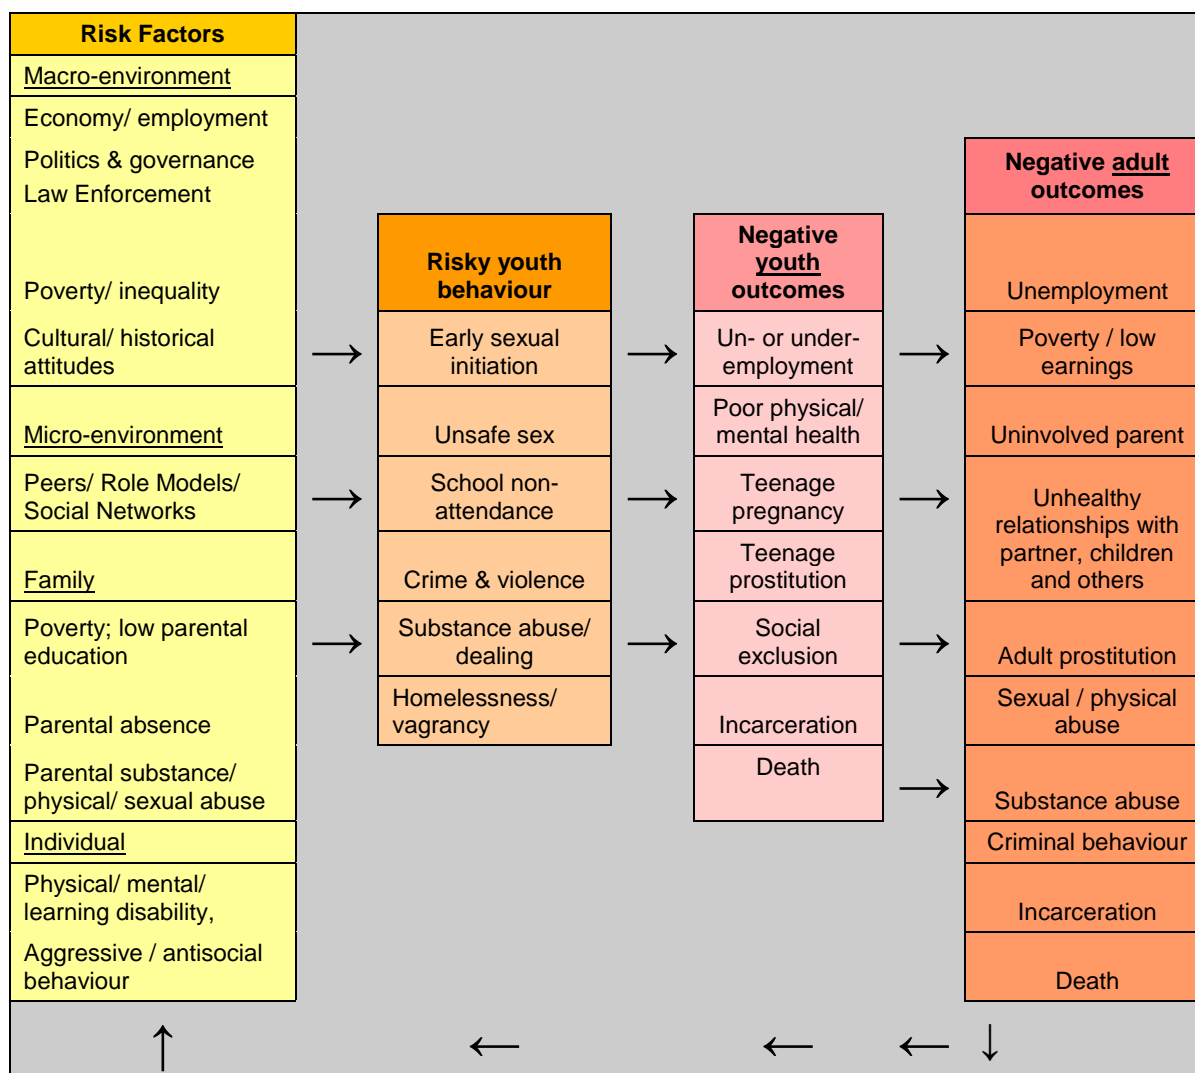 Risk Factors
Macro-environment
Economy/ employment
Politics & governance
Law Enforcement
Poverty/ inequality
Cultural/ historical
attitudes
Micro-environment
Peers/ Role Models/
Social Networks
Family
Poverty; low parental
education
Parental absence
Parental substance/
physical/ sexual abuse
Individual
Physical/ mental/
learning disability,
Aggressive / antisocial
behaviour
Risky youth
behaviour
Early sexual
initiation
Unsafe sex
School non-
attendance
Crime & violence
Substance abuse/
dealing
Homelessness/
vagrancy
Negative
youth
outcomes
Un- or under-
employment
Poor physical/
mental health
Teenage
pregnancy
Teenage
prostitution
Social
exclusion
Incarceration
Death
Negative adult
outcomes
Unemployment
Poverty / low
earnings
Uninvolved parent
Unhealthy
relationships with
partner, children
and others
Adult prostitution
Sexual / physical
abuse
Substance abuse
Criminal behaviour
Incarceration
Death